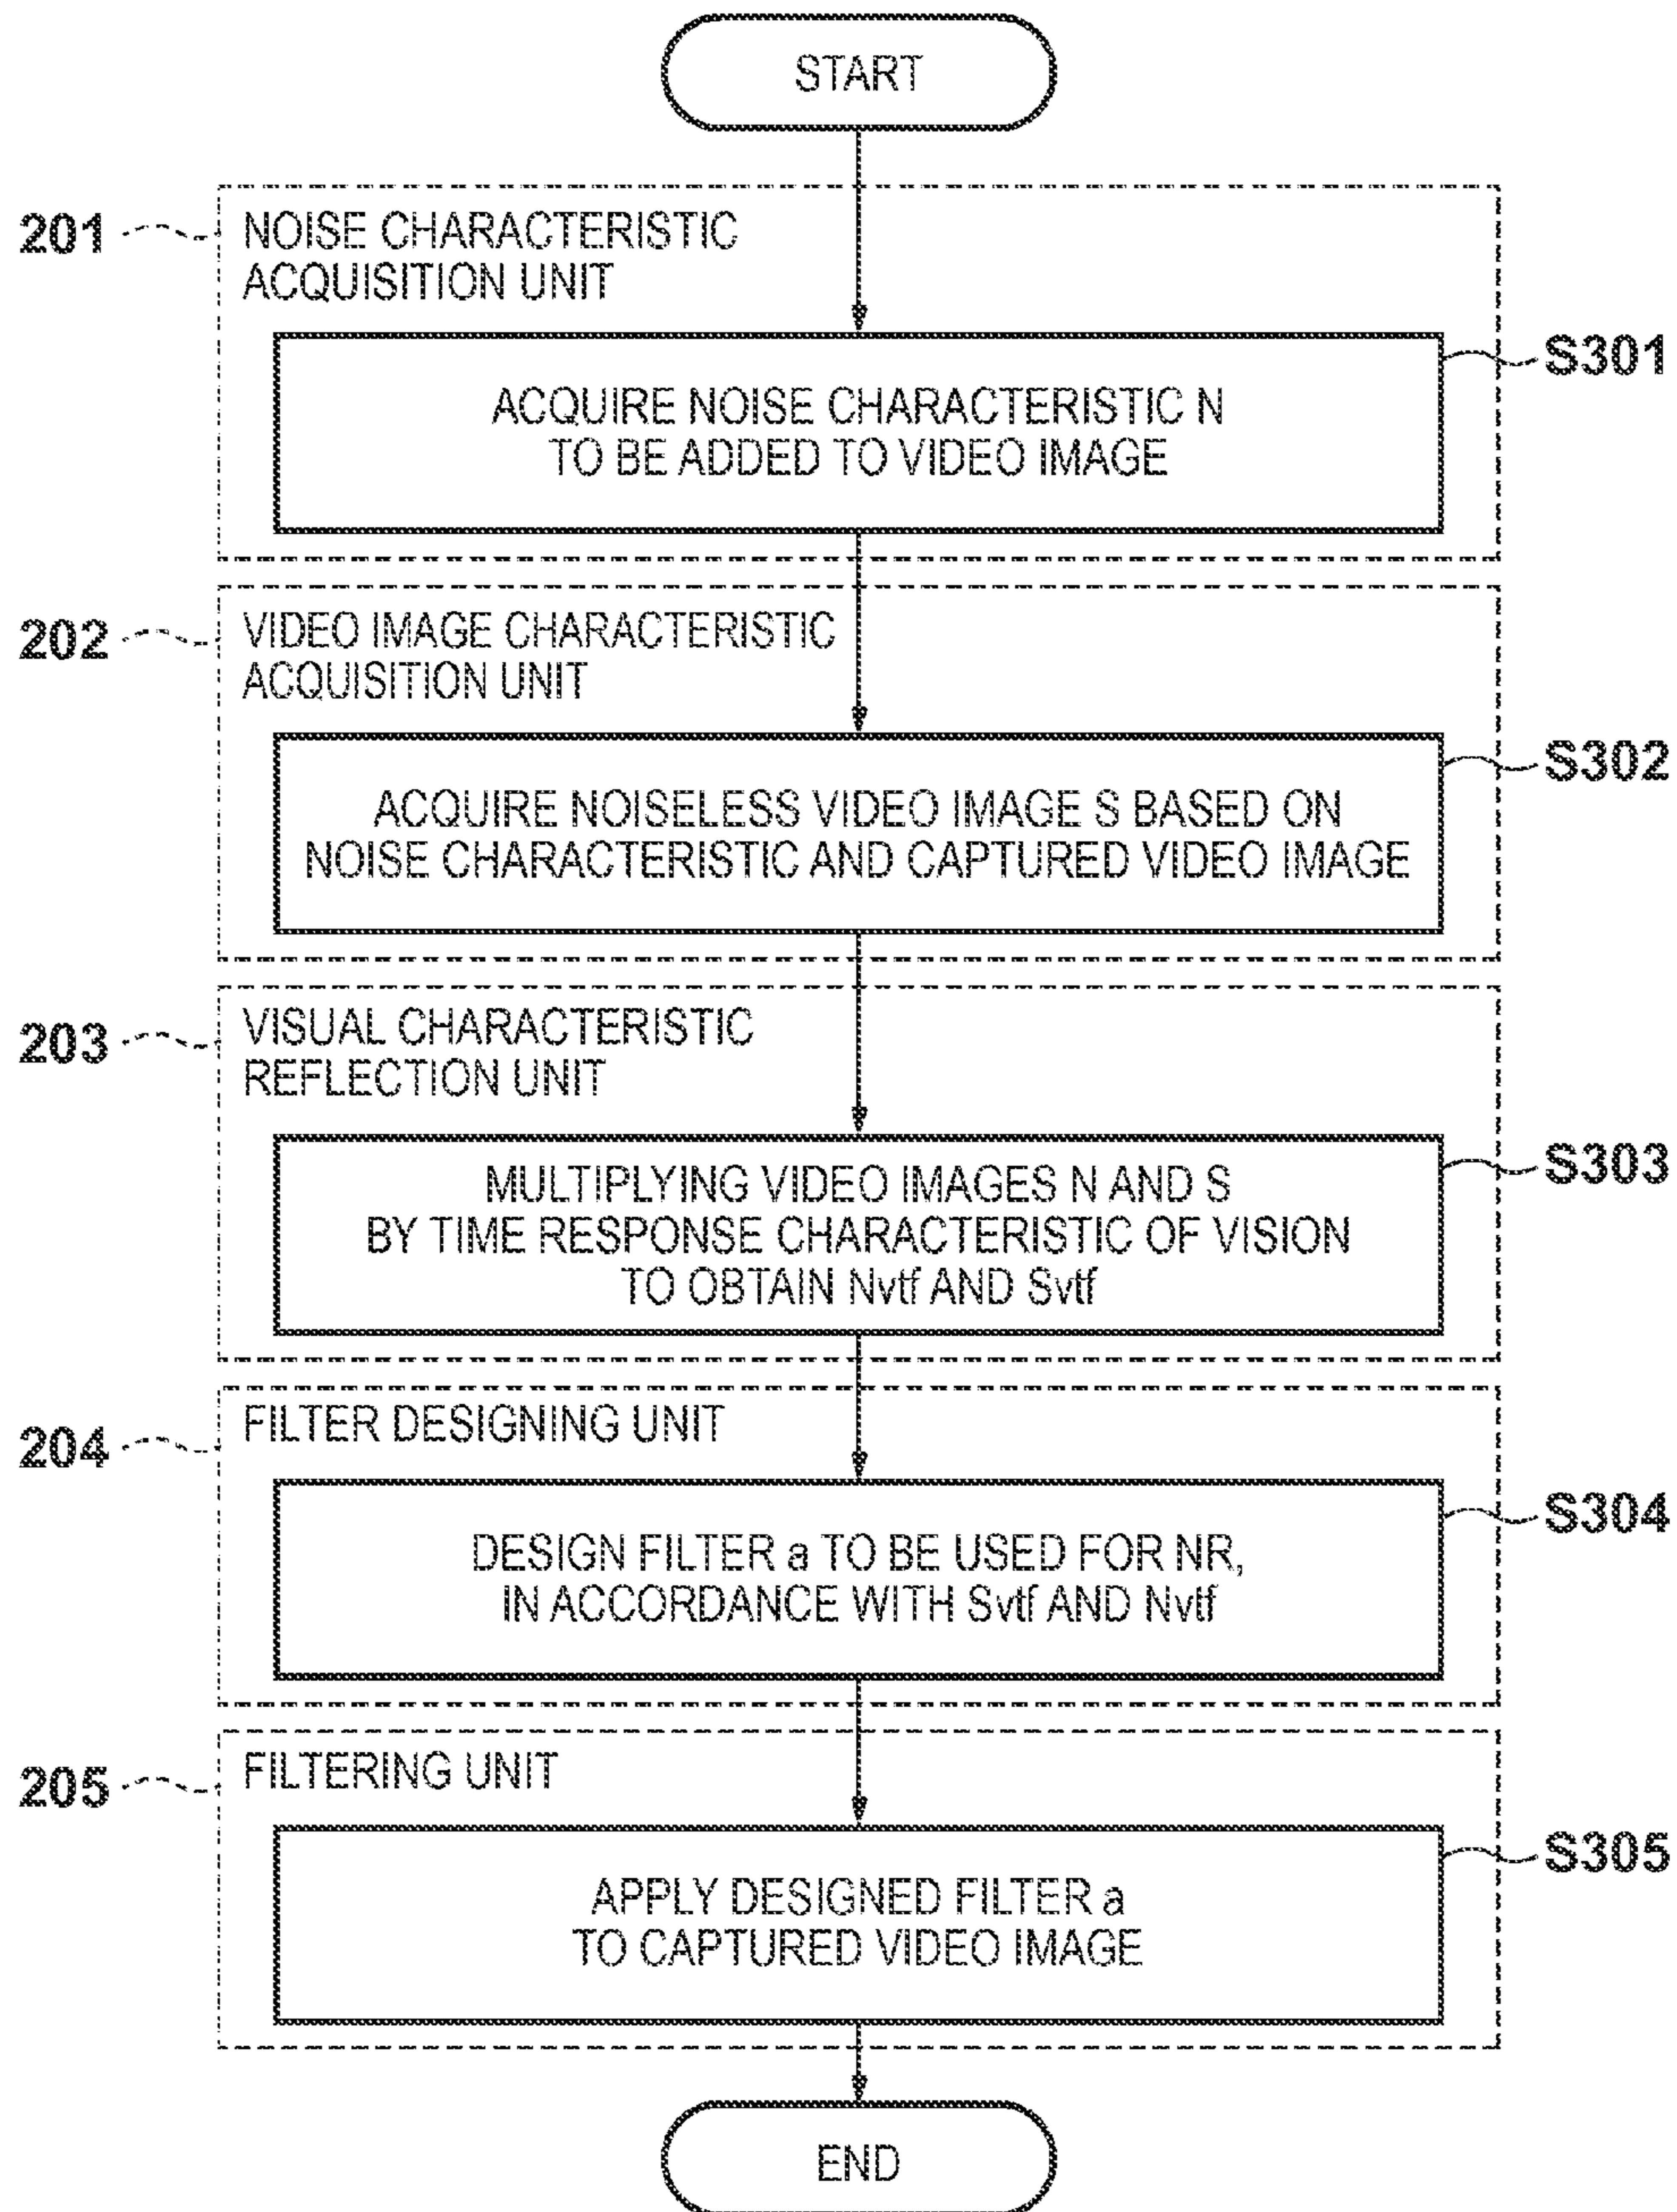 START
201
NOISE CHARACTERISTIC
ACQUISITION UNIT
S301
ACQUIRE NOISE CHARACTERISTIC N
TO BE ADDED TO VIDEO IMAGE
202
VIDEO IMAGE CHARACTERISTIC
ACQUISITION UNIT
S302
ACQUIRE NOISELESS VIDEO IMAGE S BASED ON
NOISE CHARACTERISTIC AND CAPTURED VIDEO IMAGE
203
VISUAL CHARACTERISTIC
REFLECTION UNIT
S303
MULTIPLYING VIDEO IMAGES N AND S
BY TIME RESPONSE CHARACTERISTIC OF VISION
TO OBTAIN Nvtf AND Svtf
204
FILTER DESIGNING UNIT
S304
DESIGN FILTER a TO BE USED FOR NR,
IN ACCORDANCE WITH Svtf AND Nvtf
205
FILTERING UNIT
S305
APPLY DESIGNED FILTER a
TO CAPTURED VIDEO IMAGE
END